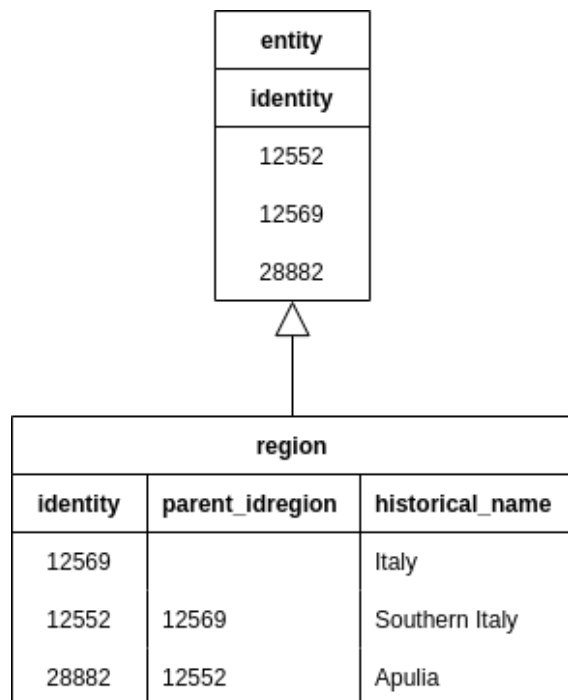 entity
identity
12552
12569
28882
region
identity parent_idregion historical_name
12569 Italy
12552 12569 Southern Italy
28882 12552 Apulia